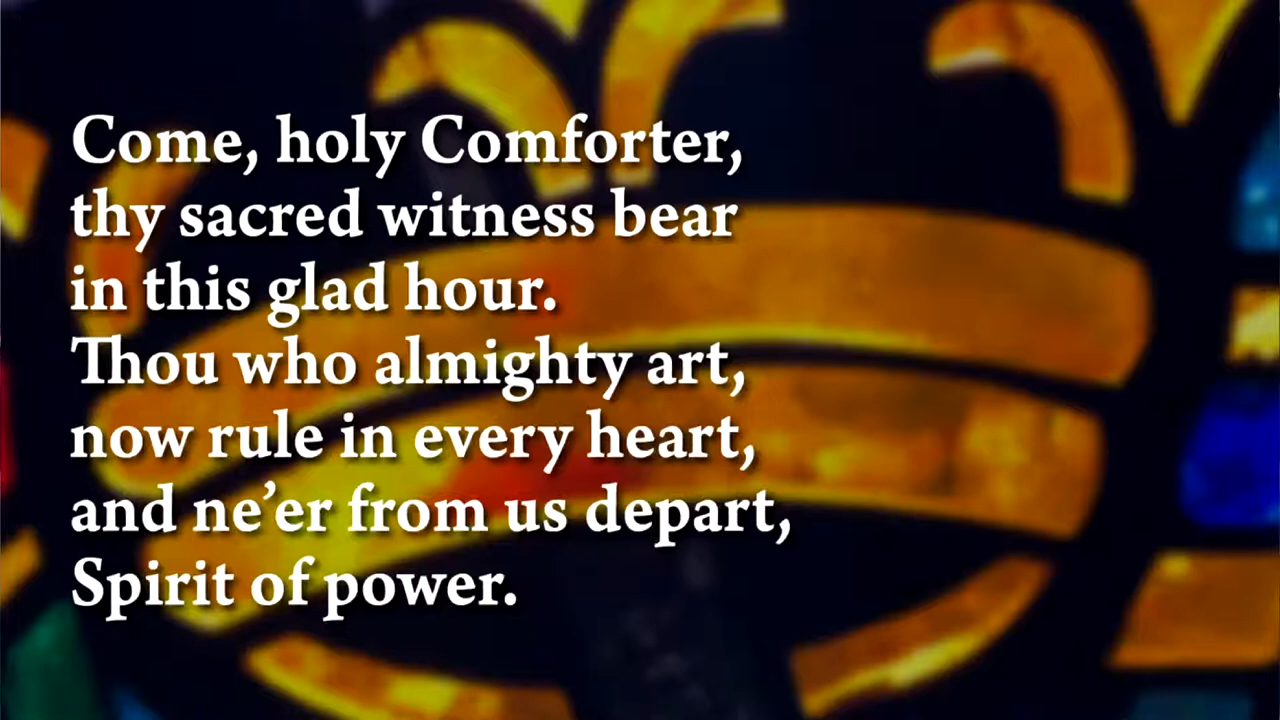 Come, holy Comforter,
thy sacred witness bear
in this glad hour.
Thou who almighty art,
now rule in every heart,
and ne’er from us depart,
Spirit of power.